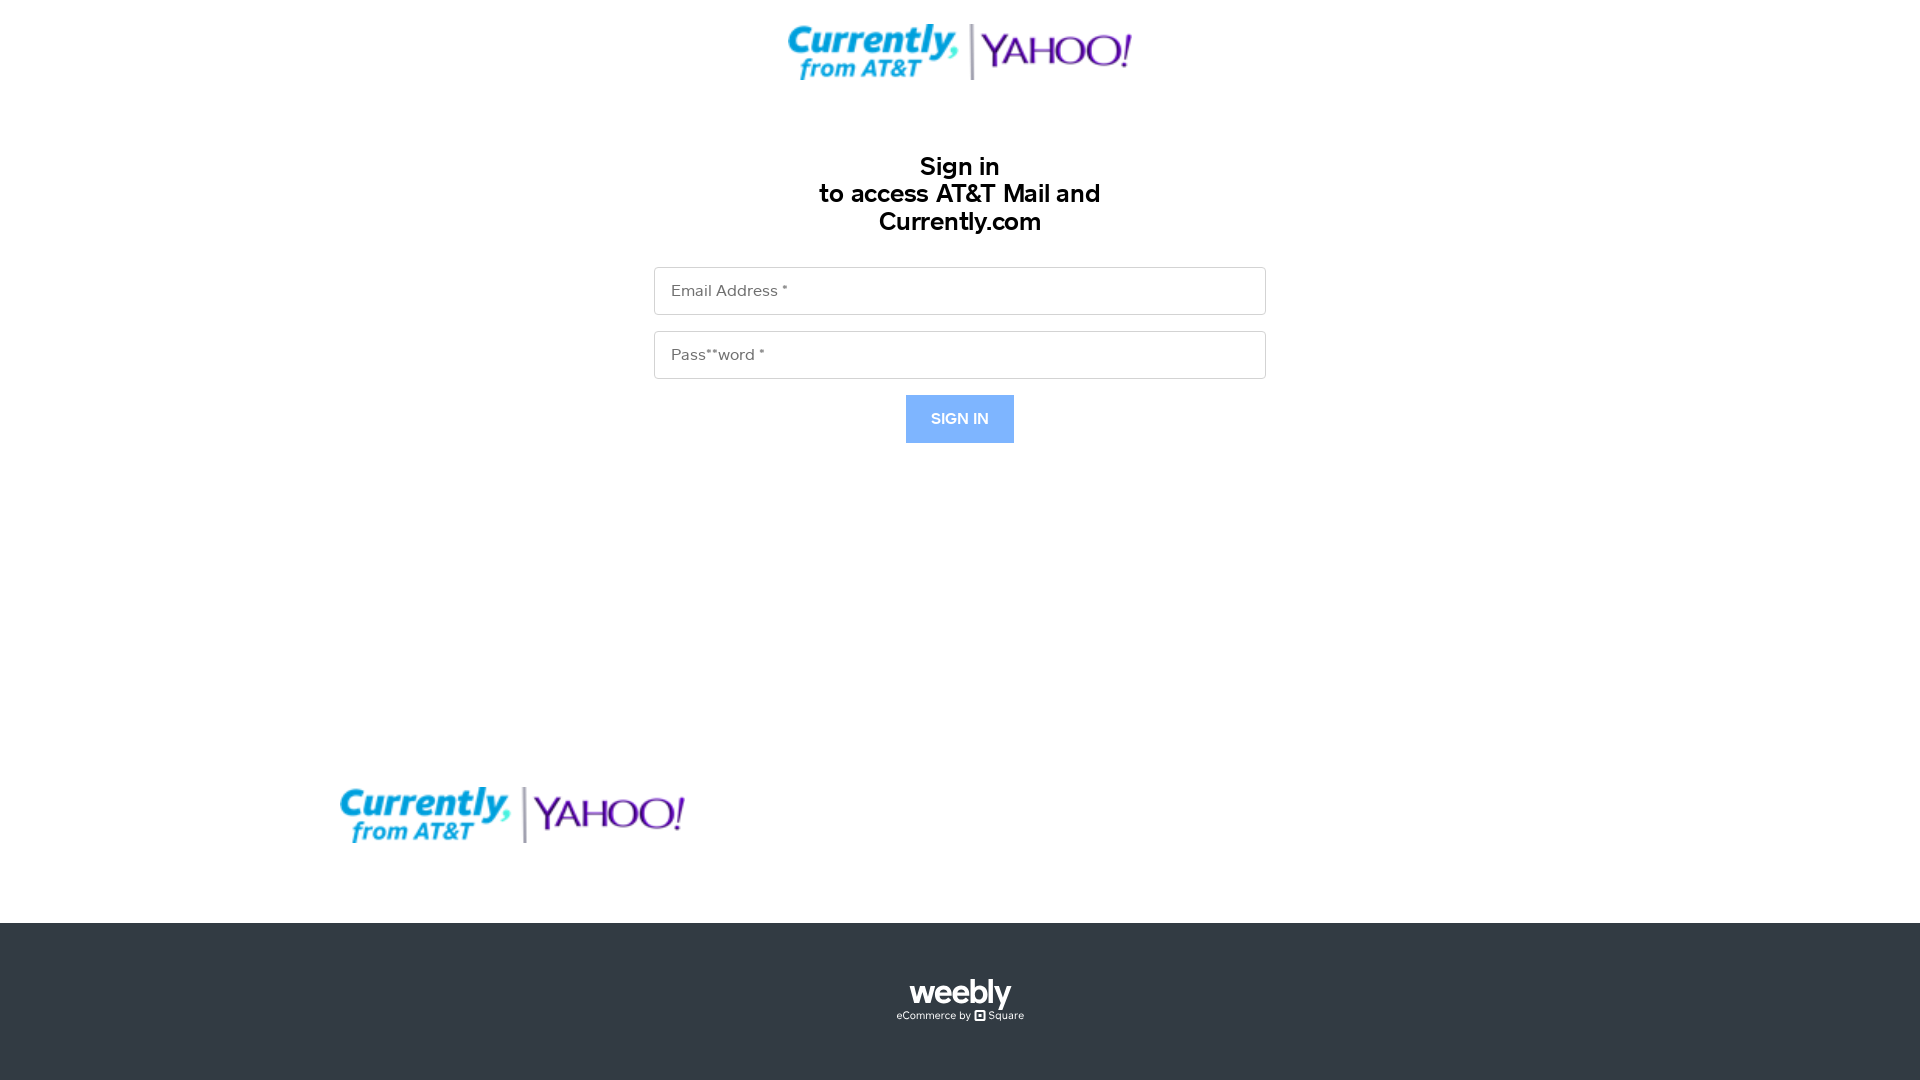 Currently,
from AT&T
YAHOO!
Sign in
to access AT&T Mail and
Currently.com
Email Address *
Pass**word *
SIGN IN
Currently,
from AT&T
YAHOO!
weebly
eCommerce by Square